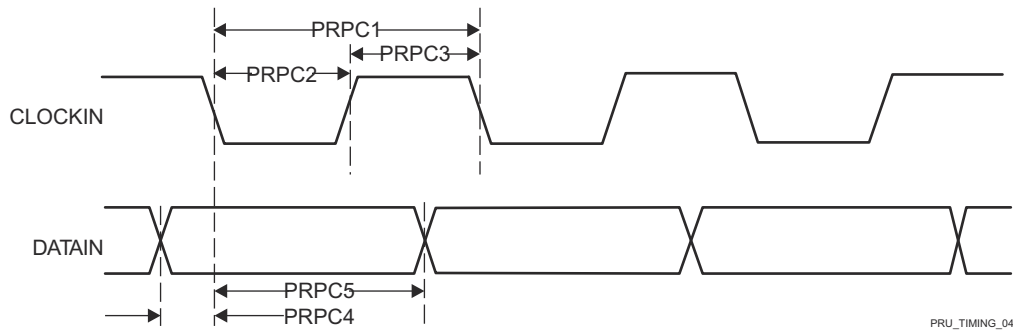 PRPC1
PRPC3
PRPC2
CLOCKIN
DATAIN
PRPC5
PRPC4
PRU_TIMING_04